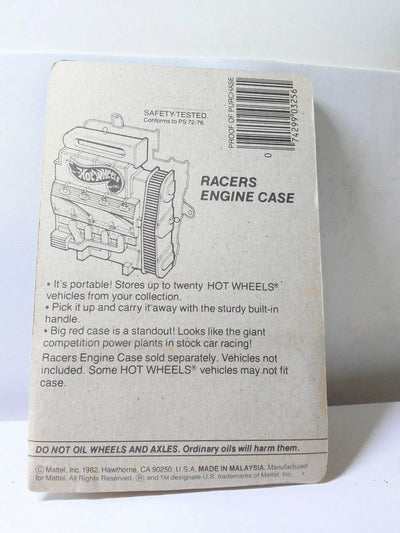 SAFETY-TESTED.
Conforms to PS 72-76.
PROOF OF PURCHASE
0
74299 03256
HOT WHEELS
RACERS
ENGINE CASE
• It's portable! Stores up to twenty HOT WHEELS®
vehicles from your collection.
• Pick it up and carry it away with the sturdy built-in
handle.
• Big red case is a standout! Looks like the giant
competition power plants in stock car racing!
Racers Engine Case sold separately. Vehicles not
included. Some HOT WHEELS® vehicles may not fit
case.
DO NOT OIL WHEELS AND AXLES. Ordinary oils will harm them.
© Mattel, Inc. 1982. Hawthorne, CA 90250 U.S.A. MADE IN MALAYSIA. Manufactured
for Mattel. All Rights Reserved. ® and TM designate U.S. trademarks of Mattel, Inc.